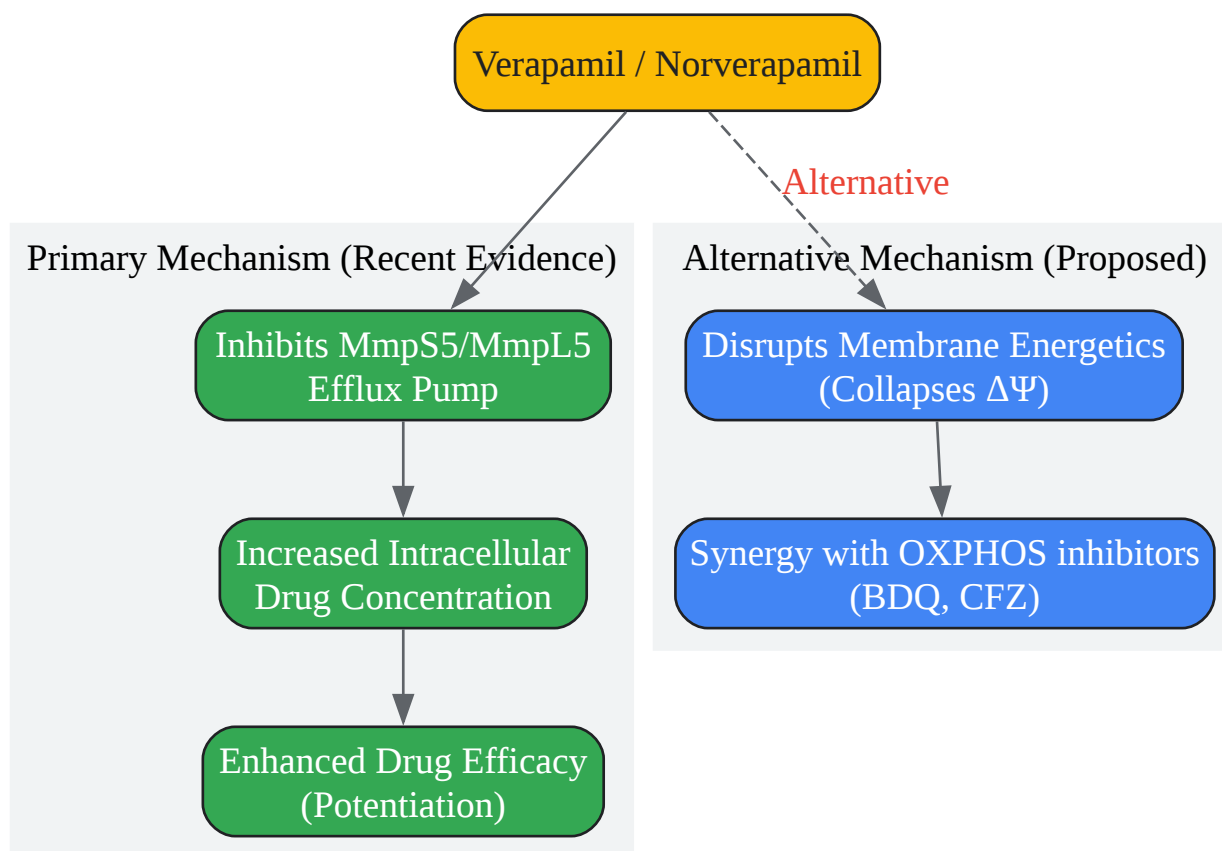 Verapamil / Norverapamil
Alternative
Primary Mechanism (Recent Evidence)
Inhibits MmpS5/MmpL5
Efflux Pump
Increased Intracellular
Drug Concentration
Enhanced Drug Efficacy
(Potentiation)
Alternative Mechanism (Proposed)
Disrupts Membrane Energetics
(Collapses ΔΨ)
Synergy with OXPHOS inhibitors
(BDQ, CFZ)